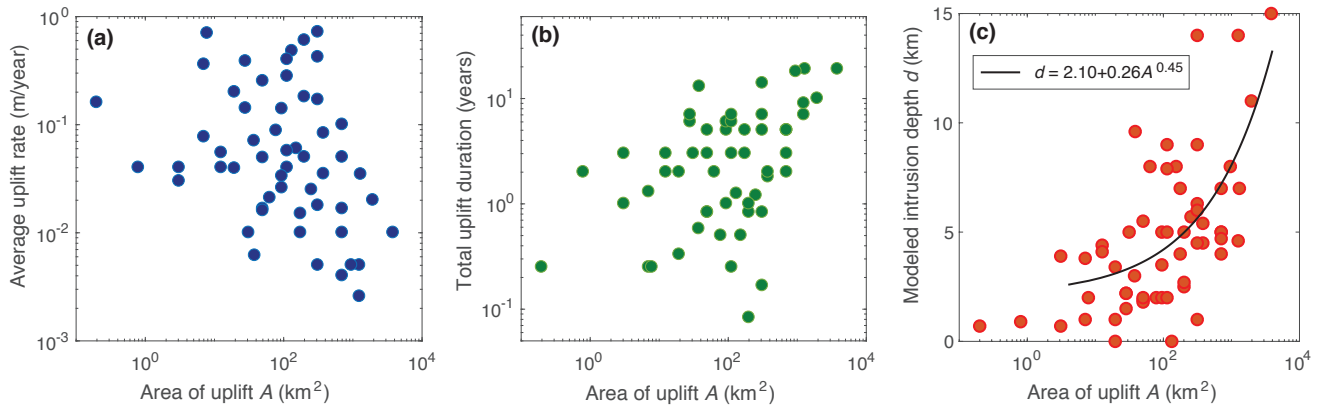 (a)
Average uplift rate (m/year)
10^0
10^-1
10^-2
10^-3
10^0
10^2
10^4
Area of uplift A (km^2)
(b)
Total uplift duration (years)
10^1
10^0
10^-1
10^0
10^2
10^4
Area of uplift A (km^2)
(c)
d = 2.10+0.26A^0.45
Modeled intrusion depth d (km)
15
10
5
0
10^0
10^2
10^4
Area of uplift A (km^2)